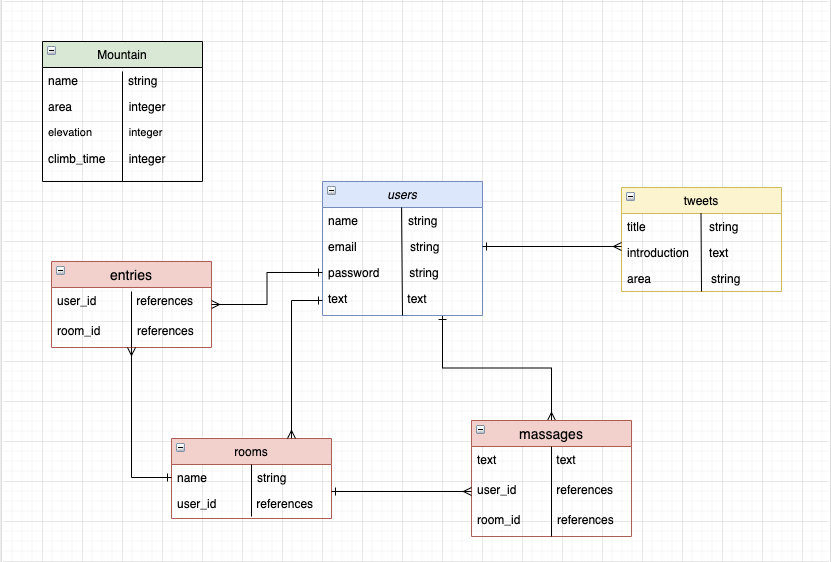 Mountain
name string
area integer
elevation integer
climb_time integer
users
name string
email string
password string
text text
tweets
title string
introduction text
area string
entries
user_id references
room_id references
rooms
name string
user_id references
massages
text text
user_id references
room_id references